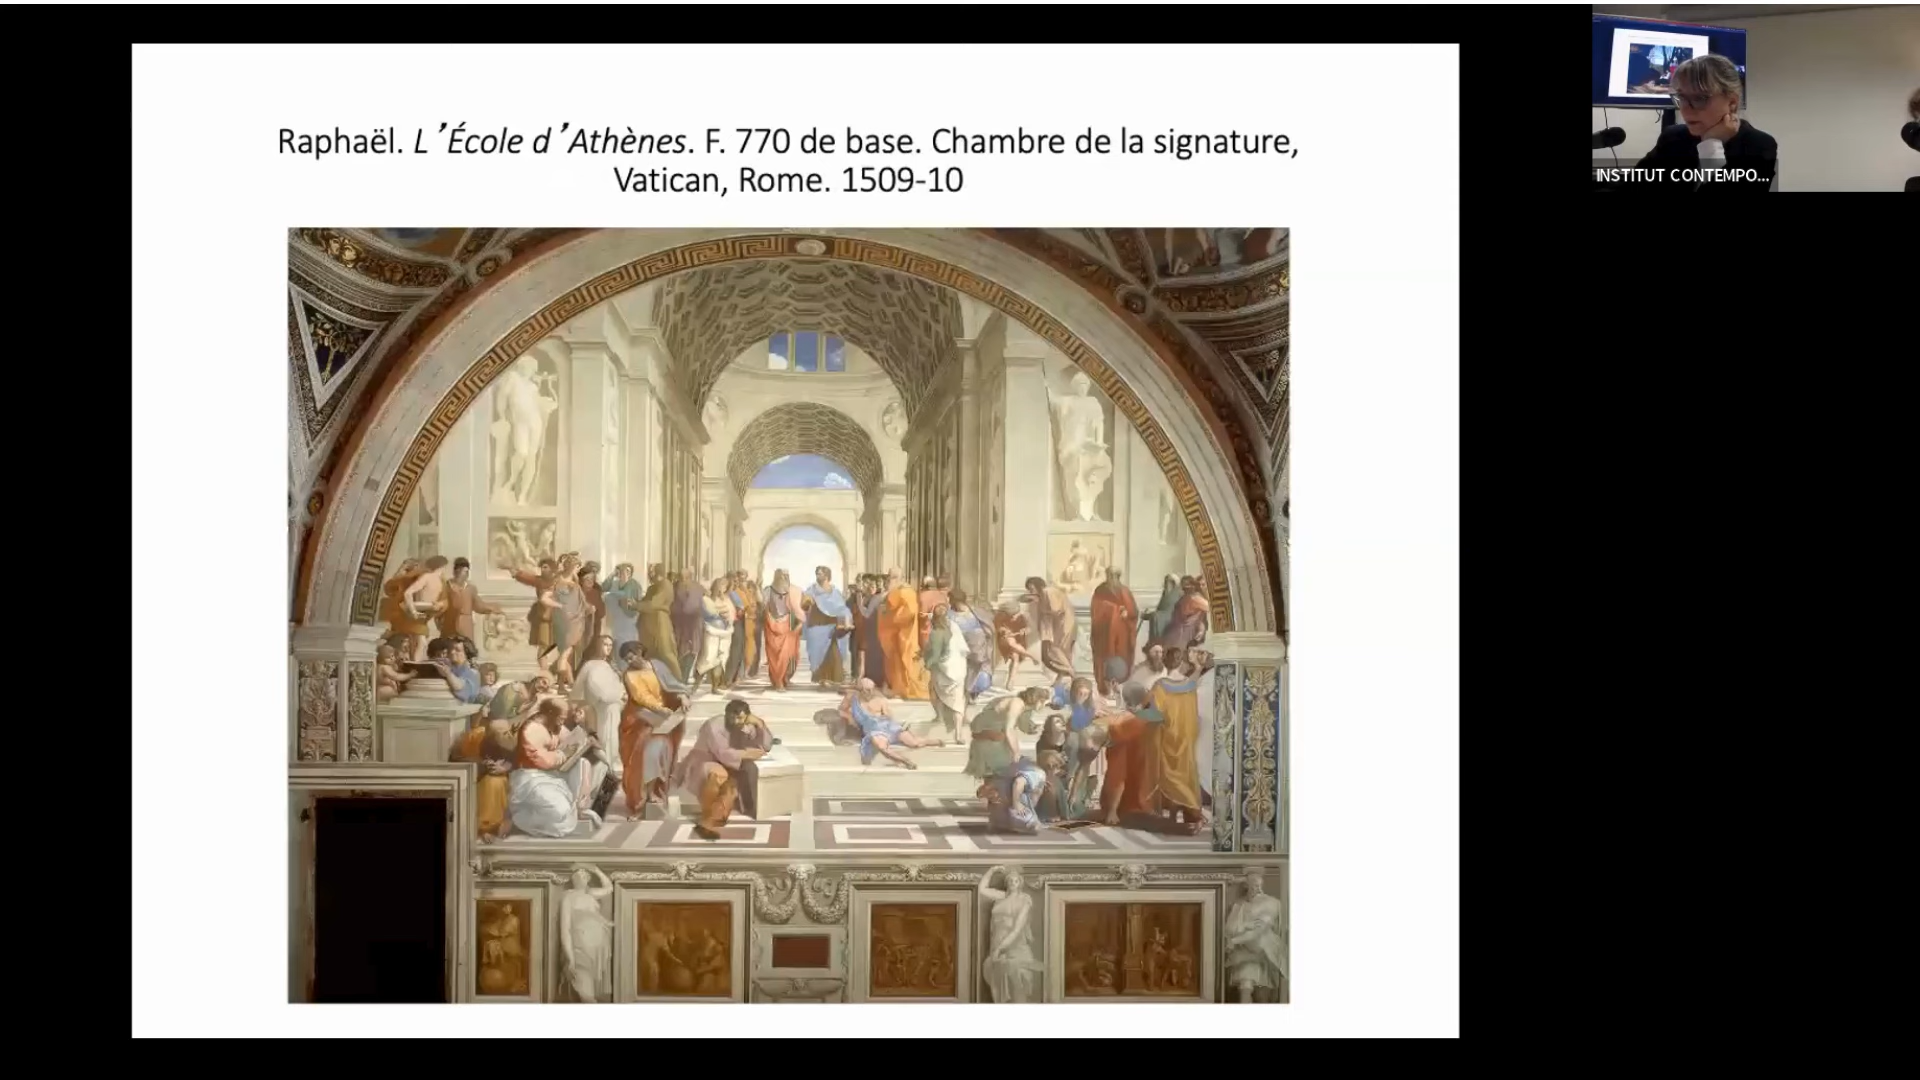 Raphaël. L’École d’Athènes. F. 770 de base. Chambre de la signature,
Vatican, Rome. 1509-10
INSTITUT CONTEMPO...